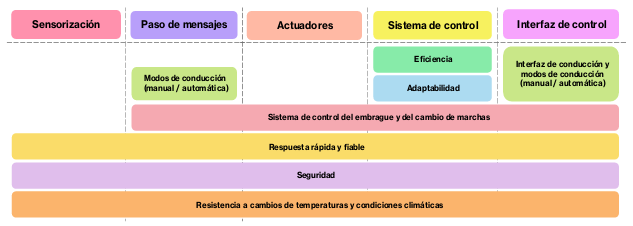 Sensorización
Paso de mensajes
Actuadores
Sistema de control
Interfaz de control
Eficiencia
Adaptabilidad
Modos de conducción
(manual / automática)
Interfaz de conducción y
modos de conducción
(manual / automática)
Sistema de control del embrague y del cambio de marchas
Respuesta rápida y fiable
Seguridad
Resistencia a cambios de temperaturas y condiciones climáticas